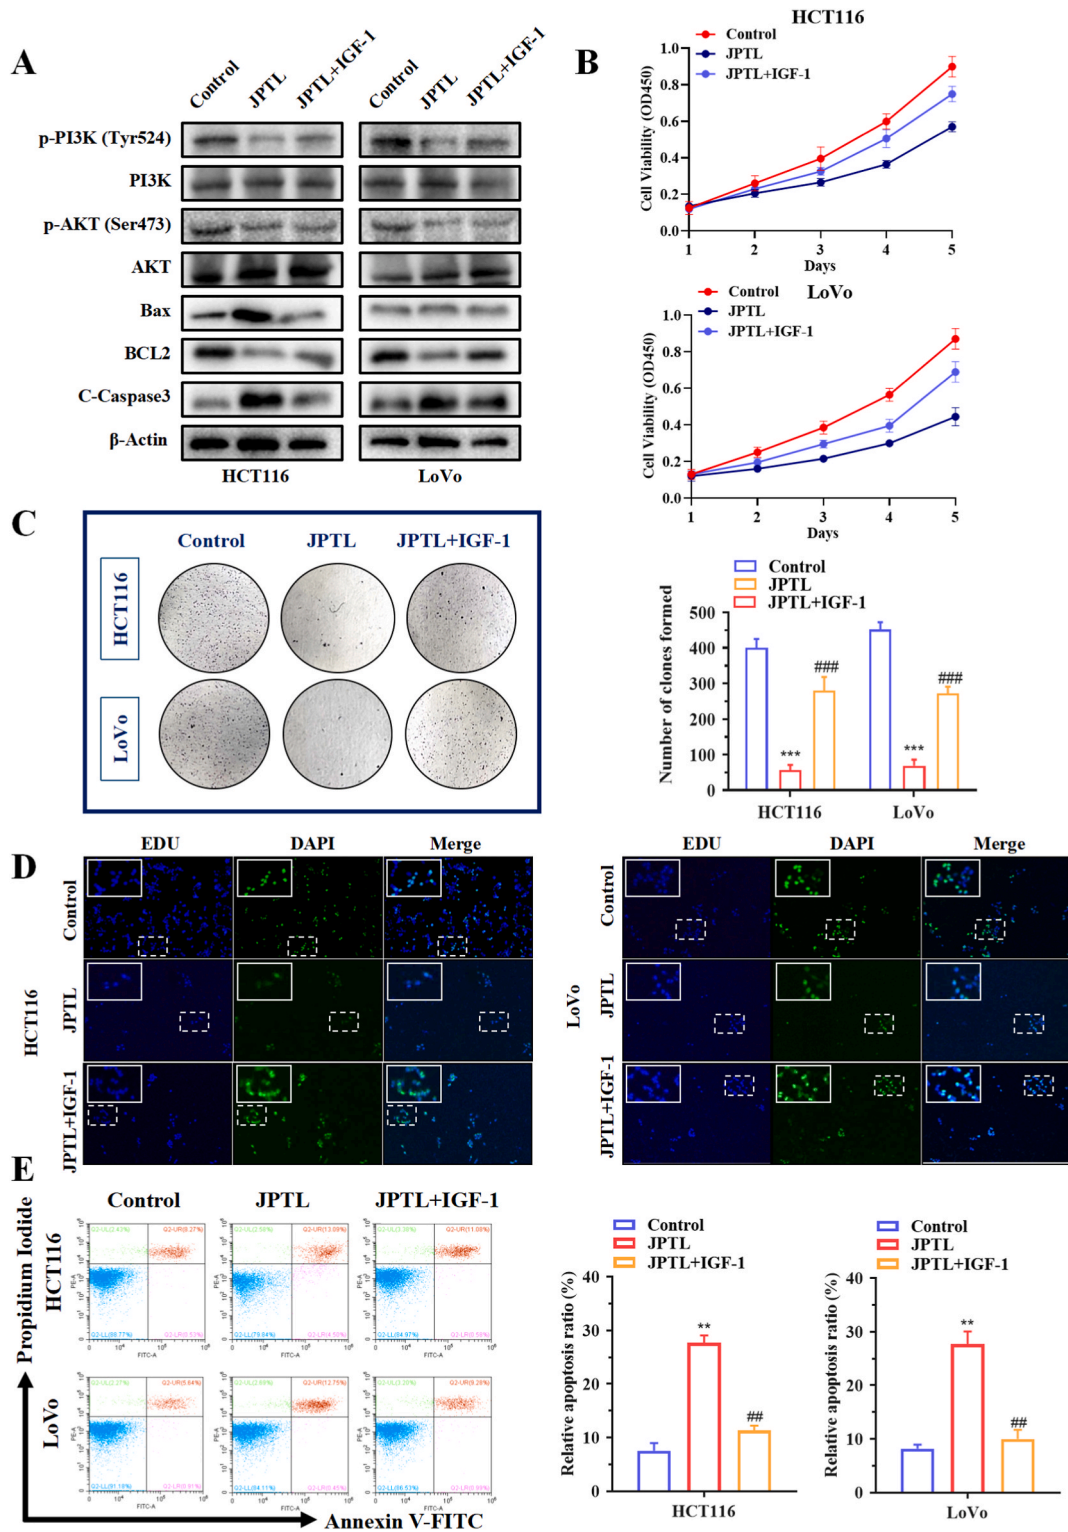 A
Control JPTL JPTL+IGF-1 Control JPTL JPTL+IGF-1
p-PI3K (Tyr524)
PI3K
p-AKT (Ser473)
AKT
Bax
BCL2
C-Caspase3
β-Actin
HCT116 LoVo
B
HCT116
Control
JPTL
JPTL+IGF-1
Cell Viability (OD450)
1.0
0.8
0.6
0.4
0.2
0.0
1 2 3 4 5
Days
LoVo
Control
JPTL
JPTL+IGF-1
Cell Viability (OD450)
1.0
0.8
0.6
0.4
0.2
0.0
1 2 3 4 5
Days
C
Control JPTL JPTL+IGF-1
HCT116
LoVo
Control
JPTL
JPTL+IGF-1
Number of clones formed
500
400
300
200
100
0
*** ### *** ###
HCT116 LoVo
D
EDU DAPI Merge
HCT116
Control
JPTL
JPTL+IGF-1
EDU DAPI Merge
LoVo
Control
JPTL
JPTL+IGF-1
E
Control JPTL JPTL+IGF-1
Propidium Iodide
HCT116
LoVo
FITC-A FITC-A FITC-A
FITC-A FITC-A FITC-A
Annexin V-FITC
Control
JPTL
JPTL+IGF-1
Relative apoptosis ratio (%)
40
30
20
10
0
** ##
HCT116
Control
JPTL
JPTL+IGF-1
Relative apoptosis ratio (%)
40
30
20
10
0
** ##
LoVo